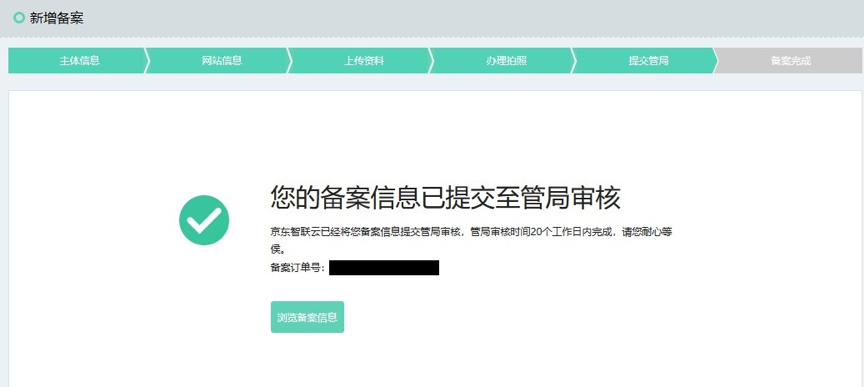 新增备案
主体信息
网站信息
上传资料
办理拍照
提交管局
备案完成
您的备案信息已提交至管局审核
京东智联云已经将您备案信息提交管局审核，管局审核时间20个工作日内完成，请您耐心等
侯。
备案订单号：
浏览备案信息